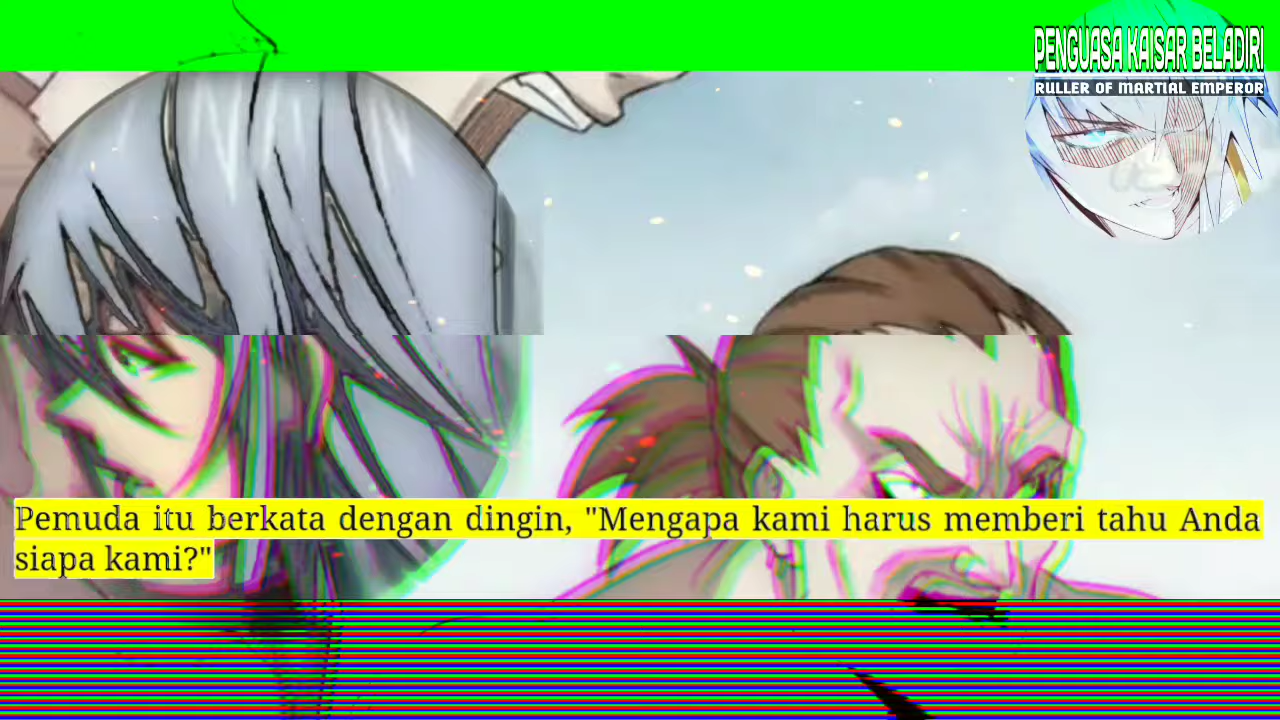 PENGUASA KAISAR BELADIRI
RULLER OF MARTIAL EMPEROR
Pemuda itu berkata dengan dingin, "Mengapa kami harus memberi tahu Anda
siapa kami?"